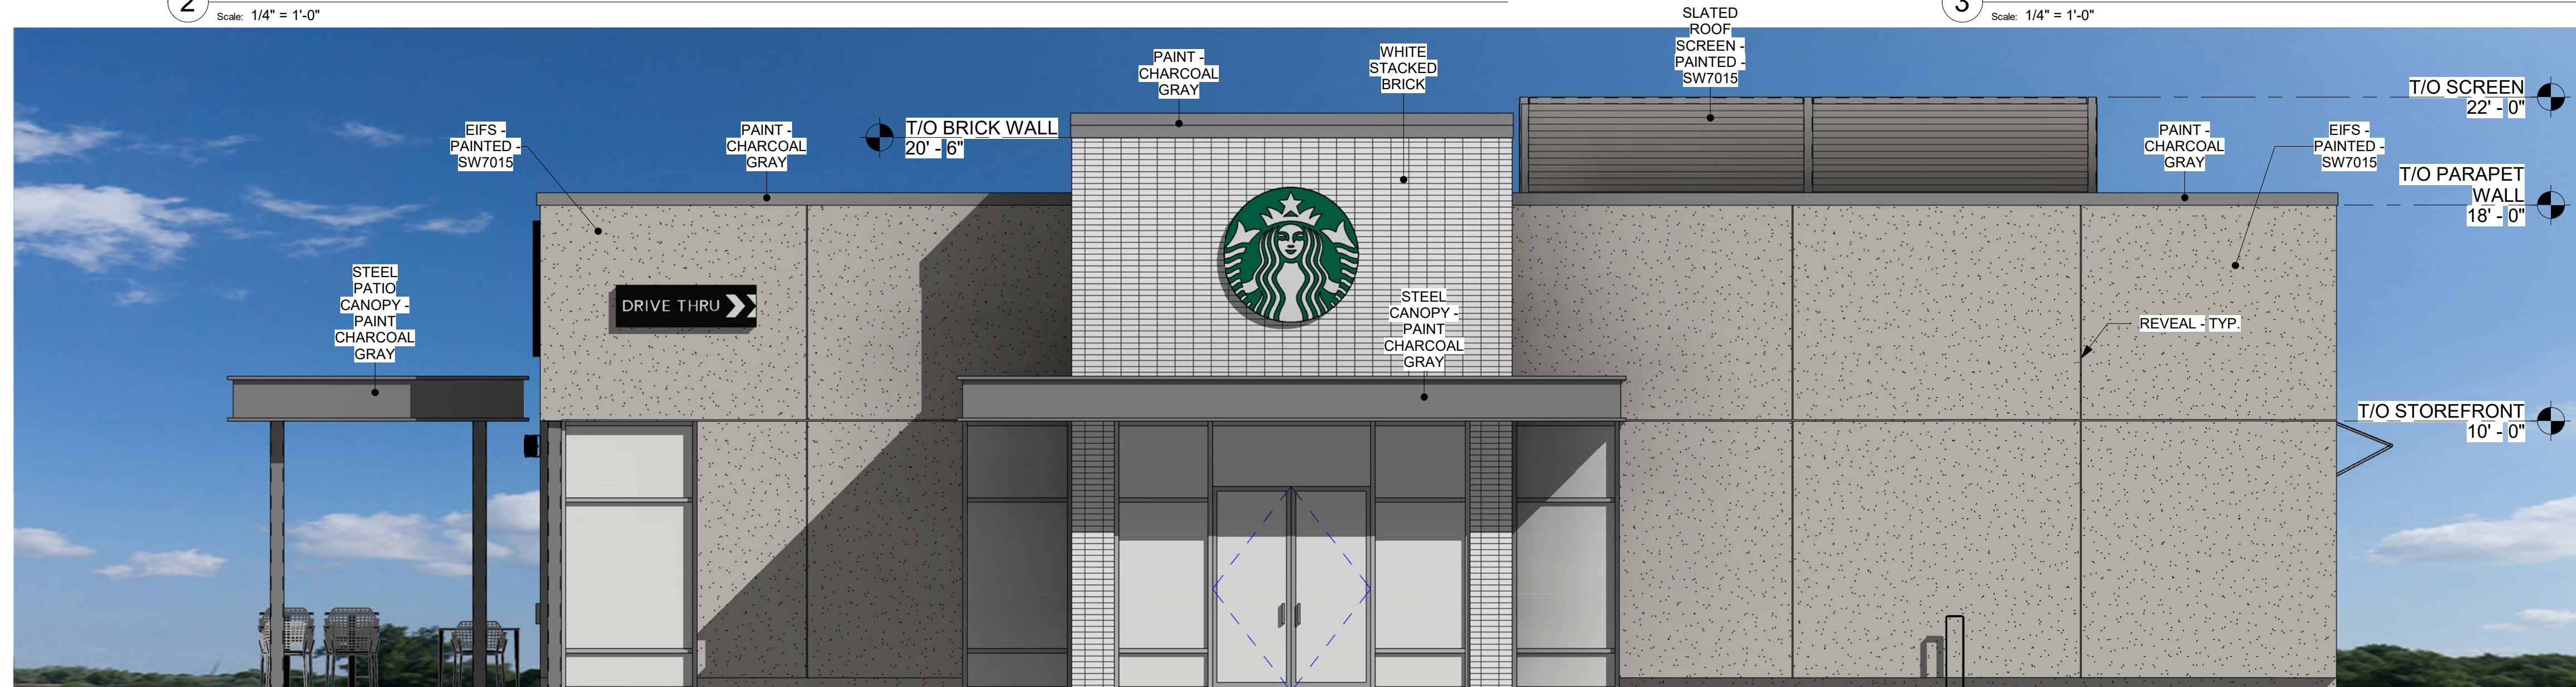 2
Scale: 1/4" = 1'-0"
3
Scale: 1/4" = 1'-0"
SLATED
ROOF
SCREEN -
PAINTED -
SW7015
PAINT -
CHARCOAL
GRAY
WHITE
STACKED
BRICK
T/O SCREEN
22' - 0"
EIFS -
PAINTED -
SW7015
PAINT -
CHARCOAL
GRAY
T/O BRICK WALL
20' - 6"
PAINT -
CHARCOAL
GRAY
EIFS -
PAINTED -
SW7015
T/O PARAPET
WALL
18' - 0"
STEEL
PATIO
CANOPY -
PAINT
CHARCOAL
GRAY
DRIVE THRU
STEEL
CANOPY -
PAINT
CHARCOAL
GRAY
REVEAL - TYP.
T/O STOREFRONT
10' - 0"